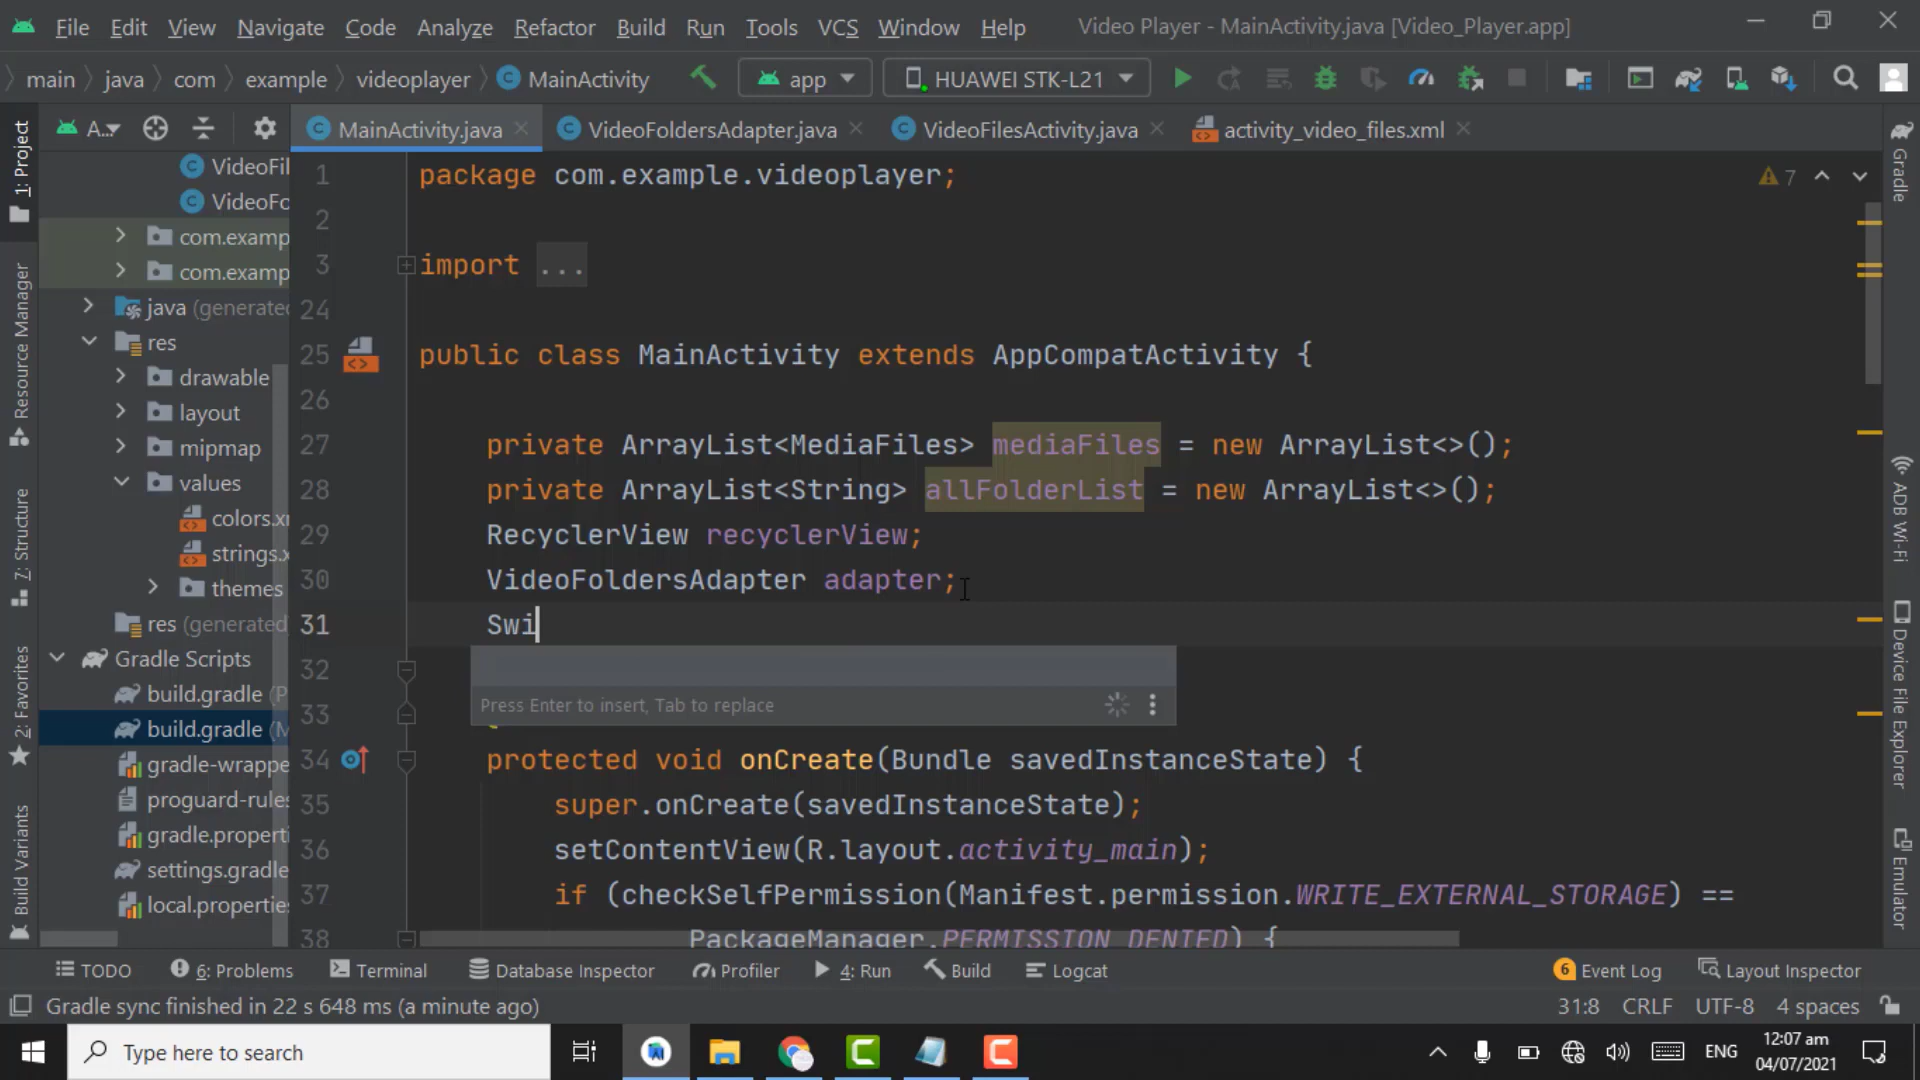 File Edit View Navigate Code Analyze Refactor Build Run Tools VCS Window Help Video Player - MainActivity.java [Video_Player.app]
main java com example videoplayer MainActivity app HUAWEI STK-L21
A... MainActivity.java VideoFoldersAdapter.java VideoFilesActivity.java activity_video_files.xml
1: Project
Resource Manager
7: Structure
2: Favorites
Build Variants
VideoFil
VideoFo
com.examp
com.examp
java (generated
res
drawable
layout
mipmap
values
colors.x
strings.x
themes
res (generated)
Gradle Scripts
build.gradle (P
build.gradle (M
gradle-wrappe
proguard-rules
gradle.properti
settings.gradle
local.propertie
1 package com.example.videoplayer;
2
3 import ...
24
25 public class MainActivity extends AppCompatActivity {
26
27 private ArrayList<MediaFiles> mediaFiles = new ArrayList<>();
28 private ArrayList<String> allFolderList = new ArrayList<>();
29 RecyclerView recyclerView;
30 VideoFoldersAdapter adapter;
31 Swi
32
Press Enter to insert, Tab to replace
33
34 protected void onCreate(Bundle savedInstanceState) {
35 super.onCreate(savedInstanceState);
36 setContentView(R.layout.activity_main);
37 if (checkSelfPermission(Manifest.permission.WRITE_EXTERNAL_STORAGE) ==
38 PackageManager.PERMISSION_DENIED) {
7
Gradle
ADB Wi-Fi
Device File Explorer
Emulator
TODO 6: Problems Terminal Database Inspector Profiler 4: Run Build Logcat 6 Event Log Layout Inspector
Gradle sync finished in 22 s 648 ms (a minute ago) 31:8 CRLF UTF-8 4 spaces
Type here to search ENG 12:07 am
04/07/2021